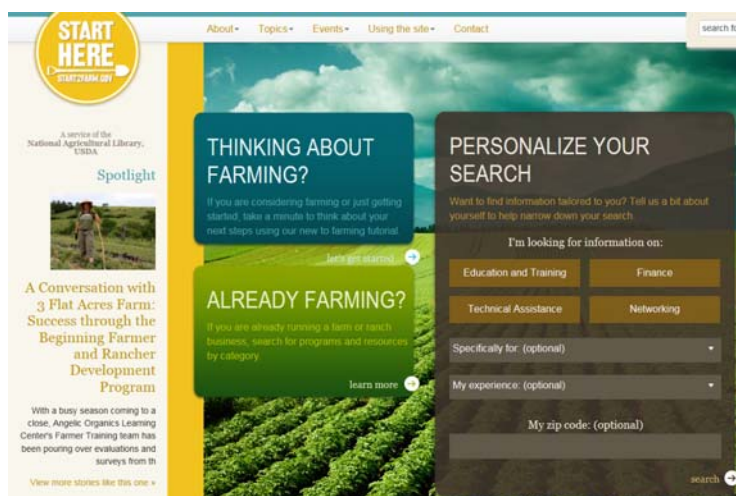 START
HERE
START2FARM.GOV
About
Topics
Events
Using the site
Contact
search fo
A service of the
National Agricultural Library,
USDA
Spotlight
A Conversation with
3 Flat Acres Farm:
Success through the
Beginning Farmer
and Rancher
Development
Program
With a busy season coming to a
close, Angelic Organics Learning
Center's Farmer Training team has
been pouring over evaluations and
surveys from th
View more stories like this one »
THINKING ABOUT
FARMING?
If you are considering farming or just getting
started, take a minute to think about your
next steps using our new to farming tutorial.
let's get started
ALREADY FARMING?
If you are already running a farm or ranch
business, search for programs and resources
by category.
learn more
PERSONALIZE YOUR
SEARCH
Want to find information tailored to you? Tell us a bit about
yourself to help narrow down your search.
I'm looking for information on:
Education and Training
Finance
Technical Assistance
Networking
Specifically for: (optional)
My experience: (optional)
My zip code: (optional)
search